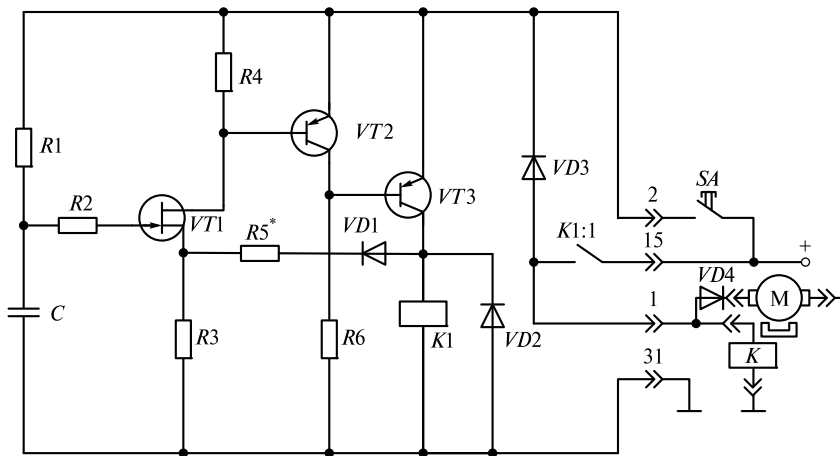 R4
VT2
R1
R2
VT1
VT3
VD3
2
SA
R5*
VD1
K1:1
15
+
VD4
M
C
1
R3
R6
K1
VD2
31
K